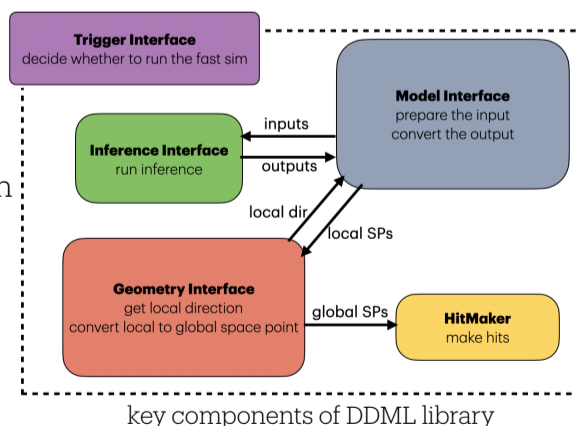 Trigger Interface
decide whether to run the fast sim
Model Interface
prepare the input
convert the output
inputs
Inference Interface
run inference
outputs
local dir
local SPs
Geometry Interface
get local direction
convert local to global space point
global SPs
HitMaker
make hits
key components of DDML library